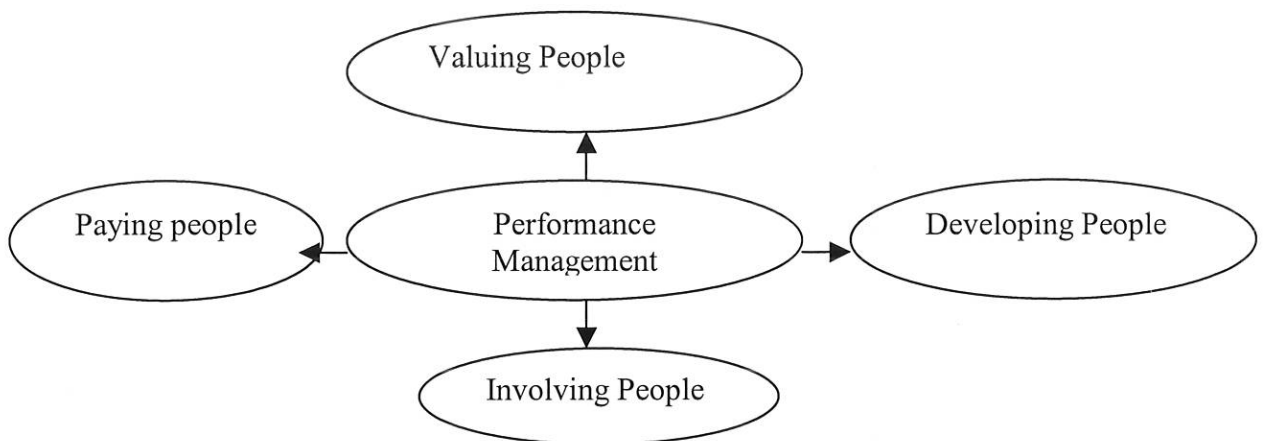 Valuing People
Paying people
Performance
Management
Developing People
Involving People